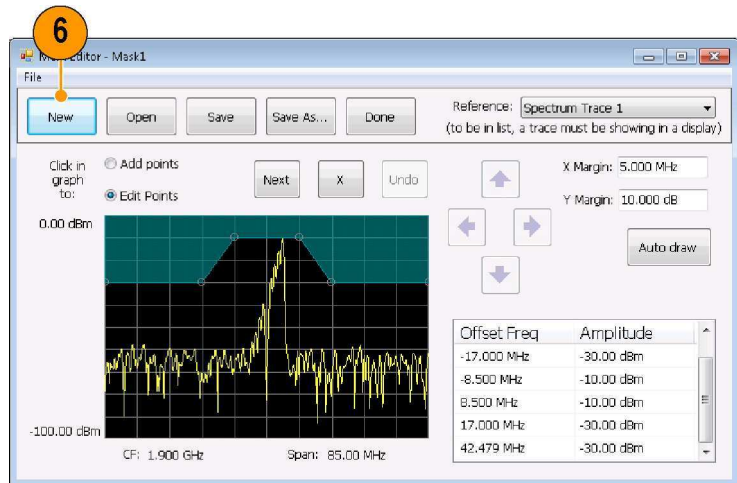 6
Mask Editor - Mask1
File
New
Open
Save
Save As...
Done
Reference: Spectrum Trace 1
(to be in list, a trace must be showing in a display)
Click in
graph
to:
Add points
Edit Points
Next
X
Undo
X Margin: 5.000 MHz
Y Margin: 10.000 dB
Auto draw
0.00 dBm
-100.00 dBm
CF: 1.900 GHz
Span: 85.00 MHz
Offset Freq Amplitude
-17.000 MHz -30.00 dBm
-8.500 MHz -10.00 dBm
8.500 MHz -10.00 dBm
17.000 MHz -30.00 dBm
42.479 MHz -30.00 dBm